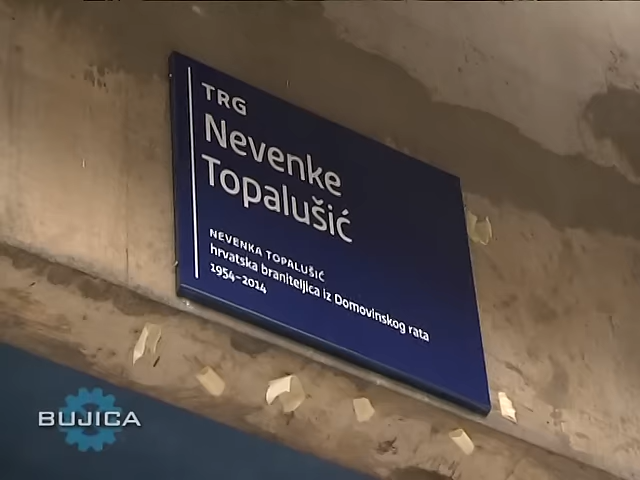 TRG
Nevenke
Topalušić
NEVENKA TOPALUŠIĆ
hrvatska braniteljica iz Domovinskog rata
1954–2014
BUJICA